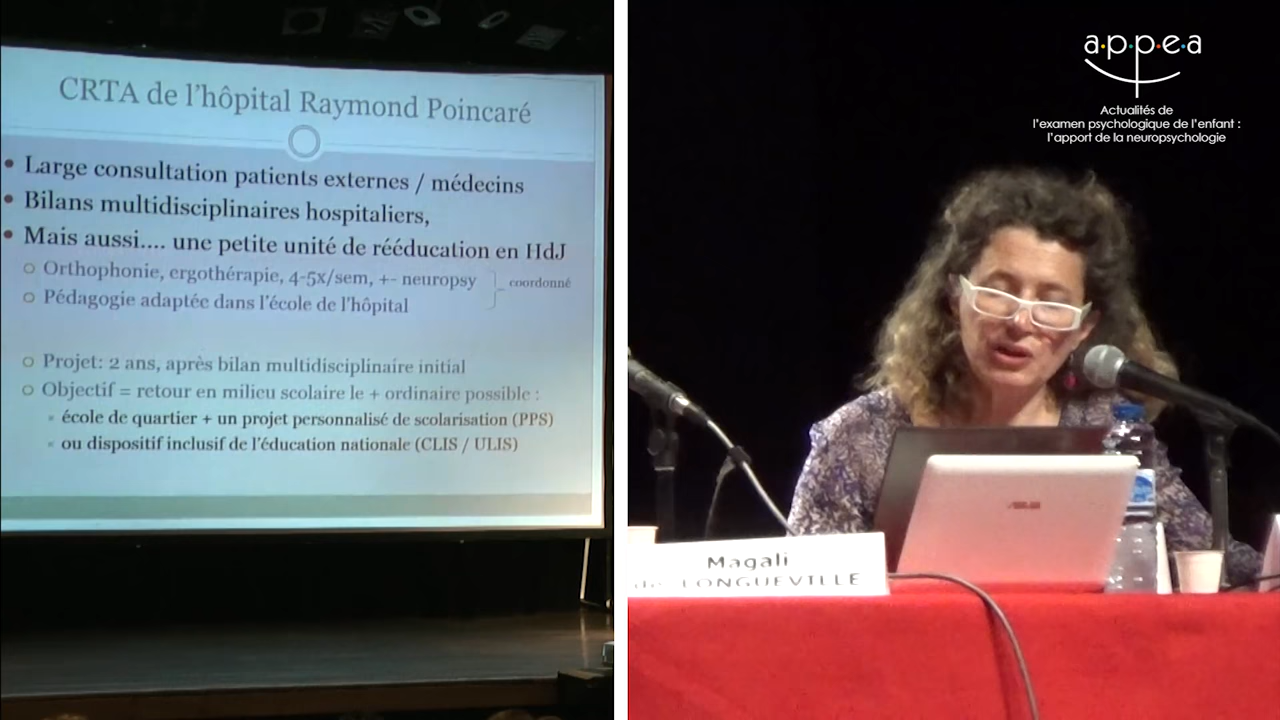 CRTA de l'hôpital Raymond Poincaré
• Large consultation patients externes / médecins
• Bilans multidisciplinaires hospitaliers,
• Mais aussi.... une petite unité de rééducation en HdJ
Orthophonie, ergothérapie, 4-5x/sem, +- neuropsy
coordonné
Pédagogie adaptée dans l'école de l'hôpital
Projet: 2 ans, après bilan multidisciplinaire initial
Objectif = retour en milieu scolaire le + ordinaire possible :
école de quartier + un projet personnalisé de scolarisation (PPS)
ou dispositif inclusif de l'éducation nationale (CLIS / ULIS)
a·p·p·e·a
Actualités de
l'examen psychologique de l'enfant :
l'apport de la neuropsychologie
ASUS
Magali
de LONGUEVILLE